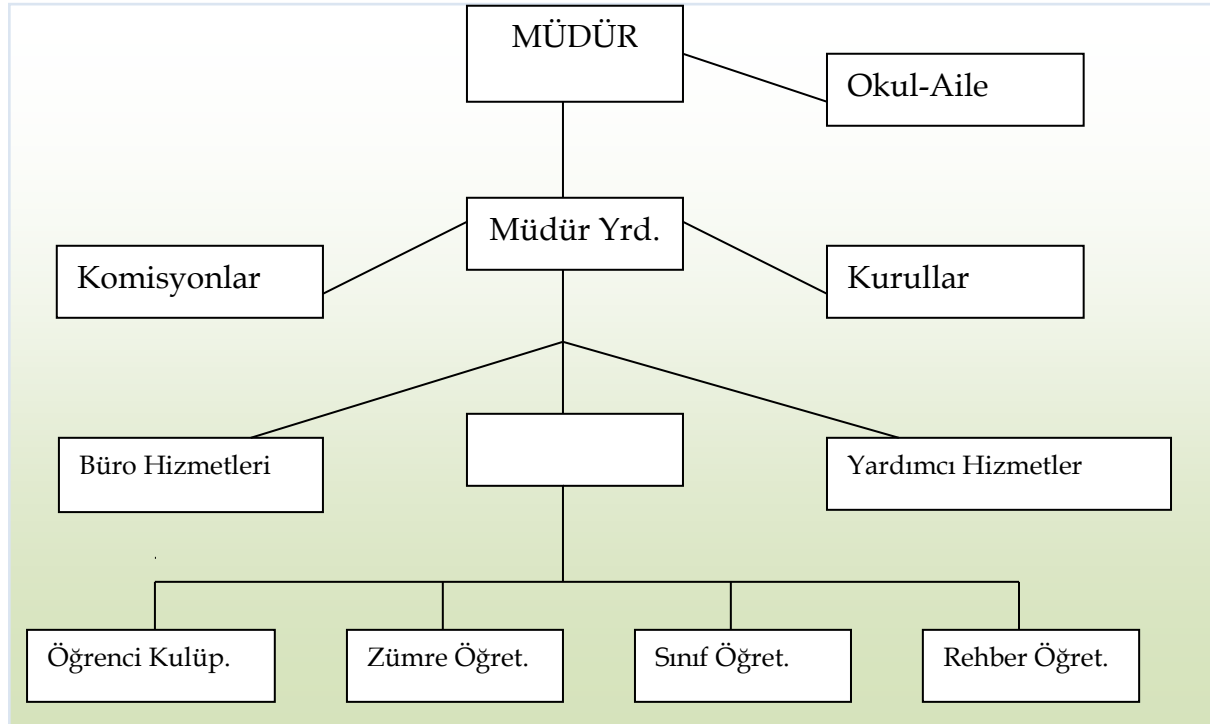 MÜDÜR
Okul-Aile
Müdür Yrd.
Komisyonlar
Kurullar
Büro Hizmetleri
Yardımcı Hizmetler
Öğrenci Kulüp.
Zümre Öğret.
Sınıf Öğret.
Rehber Öğret.